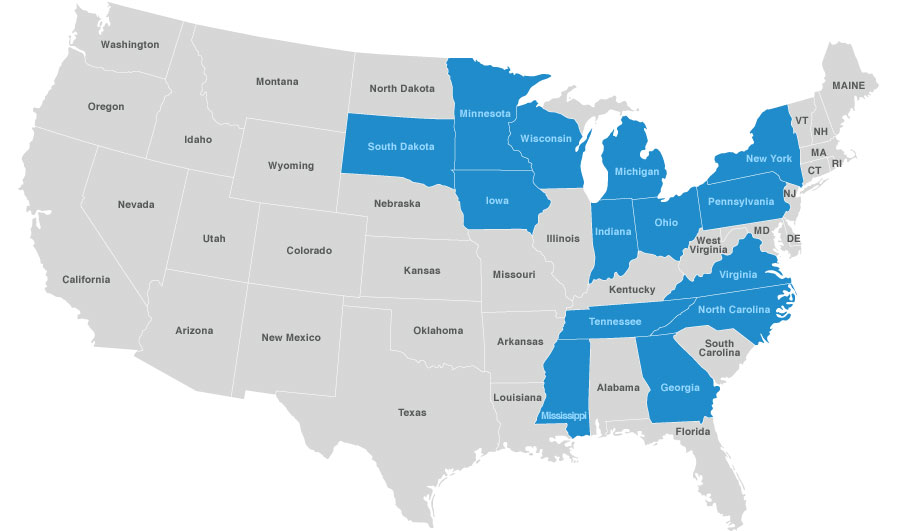 Washington
Oregon
California
Nevada
Idaho
Montana
Wyoming
Utah
Arizona
Colorado
New Mexico
North Dakota
South Dakota
Nebraska
Kansas
Oklahoma
Texas
Minnesota
Iowa
Missouri
Arkansas
Louisiana
Wisconsin
Illinois
Michigan
Indiana
Ohio
Kentucky
Tennessee
Mississippi
Alabama
Georgia
Florida
South
Carolina
North Carolina
Virginia
West
Virginia
MD
DE
Pennsylvania
NJ
New York
CT
RI
MA
VT
NH
MAINE